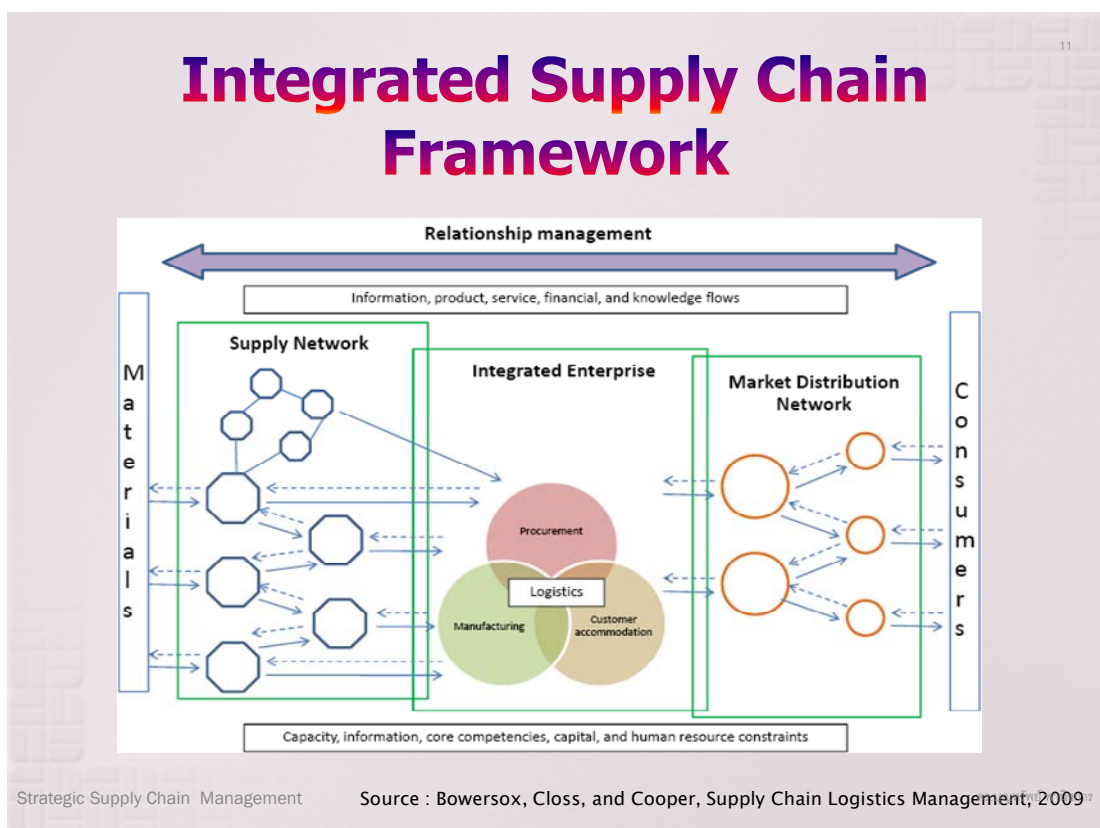 11
Integrated Supply Chain
Framework
Relationship management
Information, product, service, financial, and knowledge flows
Materials
Supply Network
Integrated Enterprise
Market Distribution
Network
Consumers
Procurement
Logistics
Manufacturing
Customer
accommodation
Capacity, information, core competencies, capital, and human resource constraints
Strategic Supply Chain Management
Source : Bowersox, Closs, and Cooper, Supply Chain Logistics Management, 2009